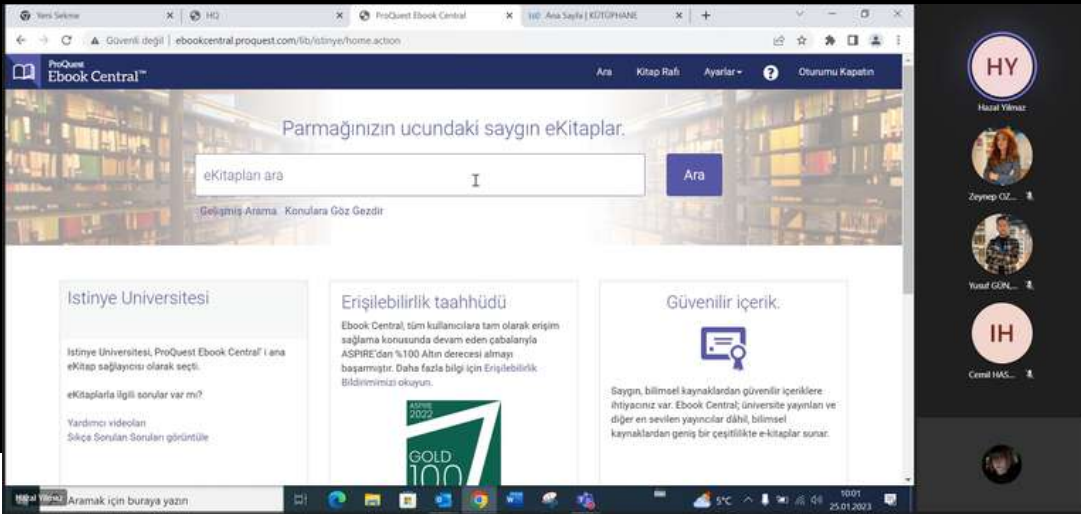 Yeni Sekme
HQ
ProQuest Ebook Central
Ana Sayfa | KÜTÜPHANE
Güvenli değil | ebookcentral.proquest.com/lib/istinye/home.action
ProQuest
Ebook Central™
Ara
Kitap Rafı
Ayarlar
Oturumu Kapatın
Parmağınızın ucundaki saygın eKitaplar.
eKitapları ara
Ara
Gelişmiş Arama Konulara Göz Gezdir
Istinye Universitesi
Istinye Universitesi, ProQuest Ebook Central' i ana
eKitap sağlayıcısı olarak seçti.
eKitaplarla ilgili sorular var mı?
Yardımcı videoları
Sıkça Sorulan Soruları görüntüle
Erişilebilirlik taahhüdü
Ebook Central, tüm kullanıcılara tam olarak erişim
sağlama konusunda devam eden çabalarıyla
ASPIRE'dan %100 Altın derecesi almayı
başarmıştır. Daha fazla bilgi için Erişilebilirlik
Bildirimimizi okuyun.
ASPIRE
2022
GOLD
100
Güvenilir içerik.
Saygın, bilimsel kaynaklardan güvenilir içeriklere
ihtiyacınız var. Ebook Central; üniversite yayınları ve
diğer en sevilen yayıncılar dâhil, bilimsel
kaynaklardan geniş bir çeşitlilikte e-kitaplar sunar.
HY
Hazal Yılmaz
Zeynep ÖZ...
Yusuf GÜN,...
IH
Cemil HAS...
Hazal Yılmaz
Aramak için buraya yazın
5°C
10:01
25.01.2023